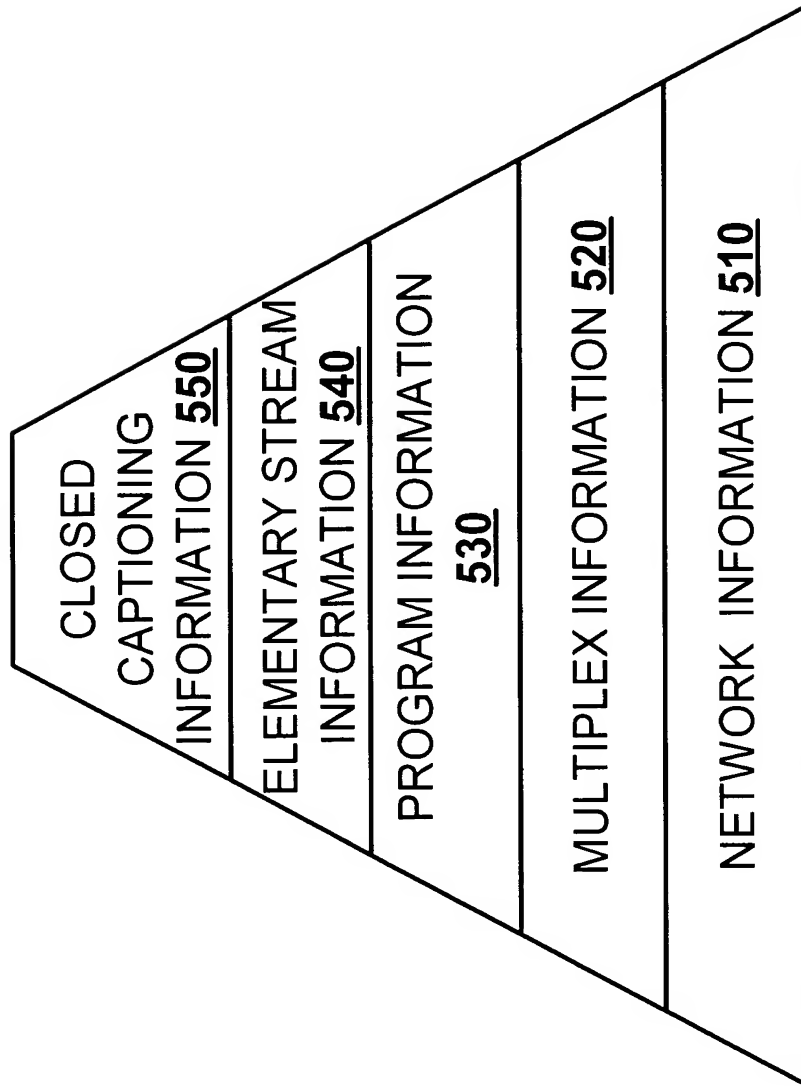 CLOSED
CAPTIONING
INFORMATION 550
ELEMENTARY STREAM
INFORMATION 540
PROGRAM INFORMATION
530
MULTIPLEX INFORMATION 520
NETWORK INFORMATION 510